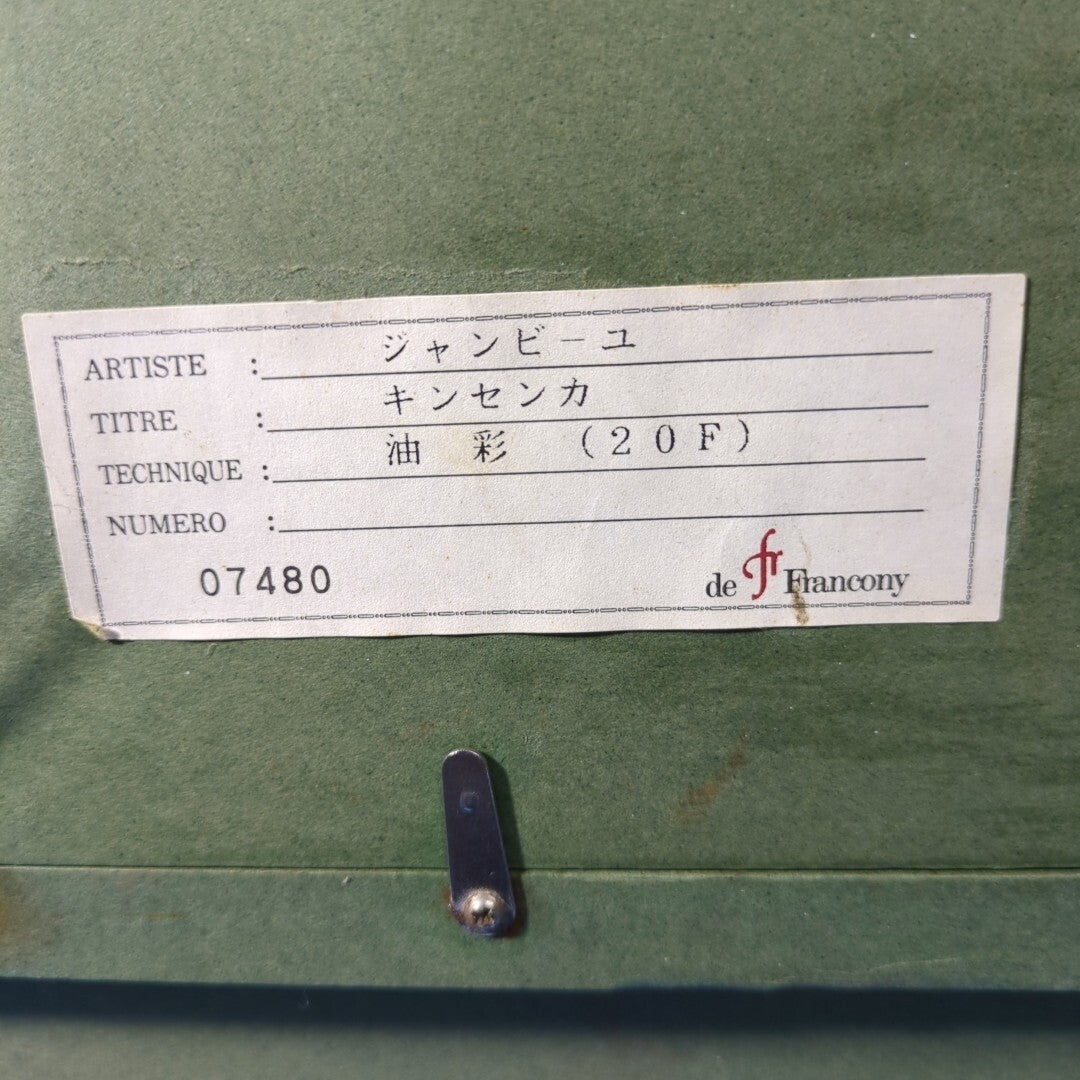 ARTISTE : ジャンビーユ
TITRE : キンセンカ
TECHNIQUE : 油 彩 (20F)
NUMERO :
07480
de fr Francony